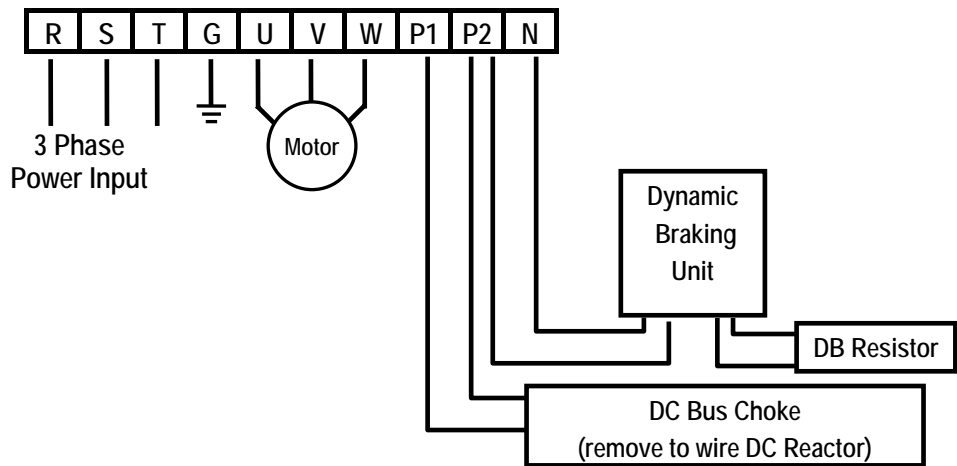 R S T G U V W P1 P2 N
3 Phase
Power Input
Motor
Dynamic
Braking
Unit
DB Resistor
DC Bus Choke
(remove to wire DC Reactor)